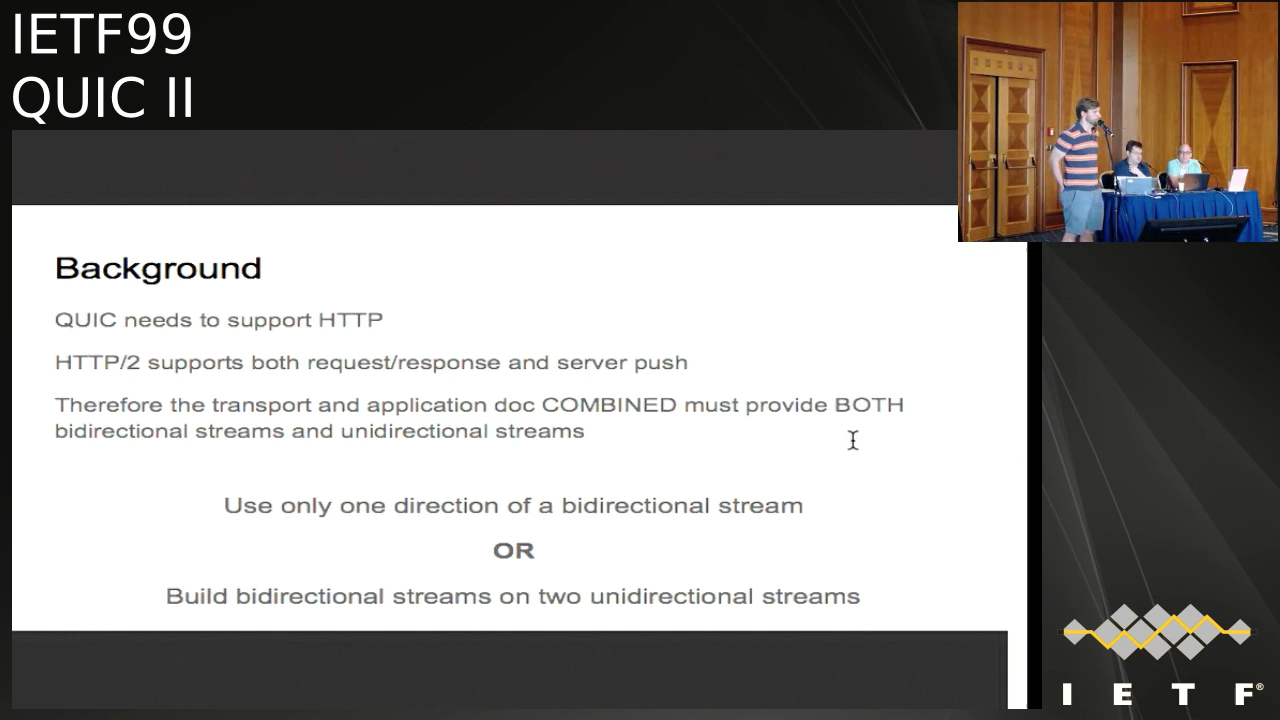 IETF99
QUIC II
Background
QUIC needs to support HTTP
HTTP/2 supports both request/response and server push
Therefore the transport and application doc COMBINED must provide BOTH
bidirectional streams and unidirectional streams
Use only one direction of a bidirectional stream
OR
Build bidirectional streams on two unidirectional streams
I E T F®